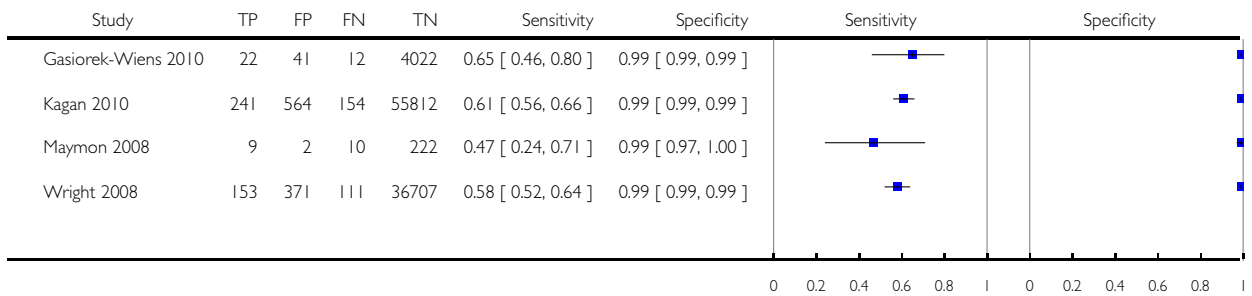 Study TP FP FN TN Sensitivity Specificity Sensitivity Specificity
Gasiorek-Wiens 2010 22 41 12 4022 0.65 [ 0.46, 0.80 ] 0.99 [ 0.99, 0.99 ]
Kagan 2010 241 564 154 55812 0.61 [ 0.56, 0.66 ] 0.99 [ 0.99, 0.99 ]
Maymon 2008 9 2 10 222 0.47 [ 0.24, 0.71 ] 0.99 [ 0.97, 1.00 ]
Wright 2008 153 371 111 36707 0.58 [ 0.52, 0.64 ] 0.99 [ 0.99, 0.99 ]
0 0.2 0.4 0.6 0.8 1 0 0.2 0.4 0.6 0.8 1